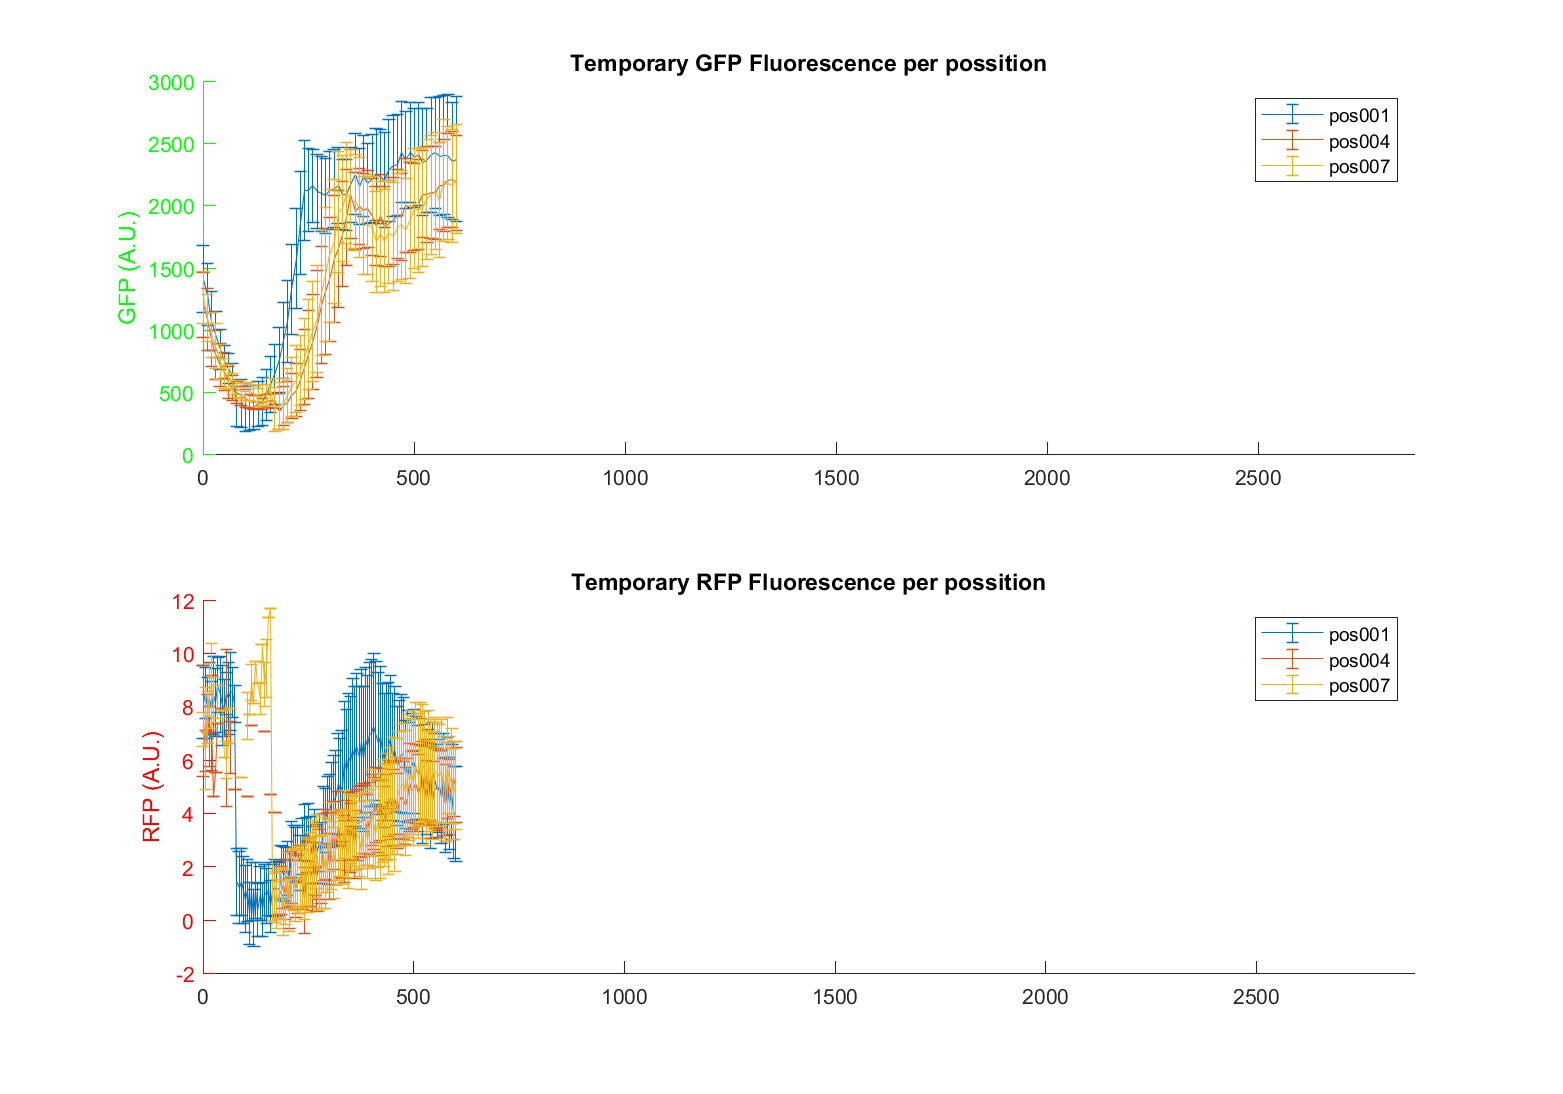 Temporary GFP Fluorescence per possition
3000
2500
2000
1500
1000
500
0
GFP (A.U.)
0 500 1000 1500 2000 2500
pos001
pos004
pos007
Temporary RFP Fluorescence per possition
12
10
8
6
4
2
0
-2
RFP (A.U.)
0 500 1000 1500 2000 2500
pos001
pos004
pos007